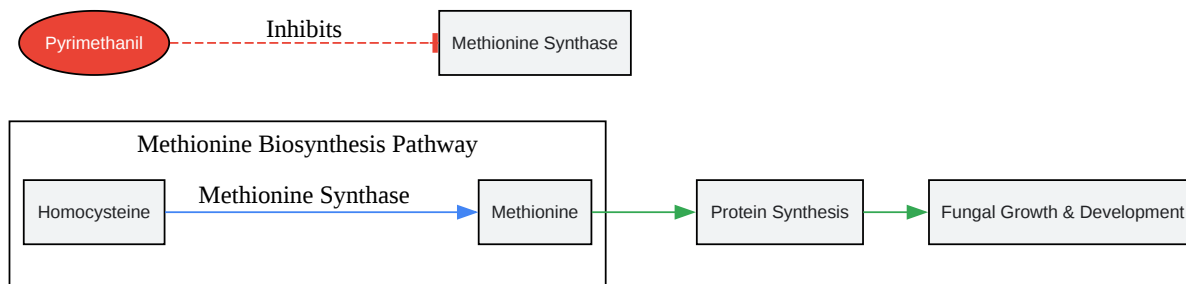 Pyrimethanil
Inhibits
Methionine Synthase
Methionine Biosynthesis Pathway
Homocysteine
Methionine Synthase
Methionine
Protein Synthesis
Fungal Growth & Development